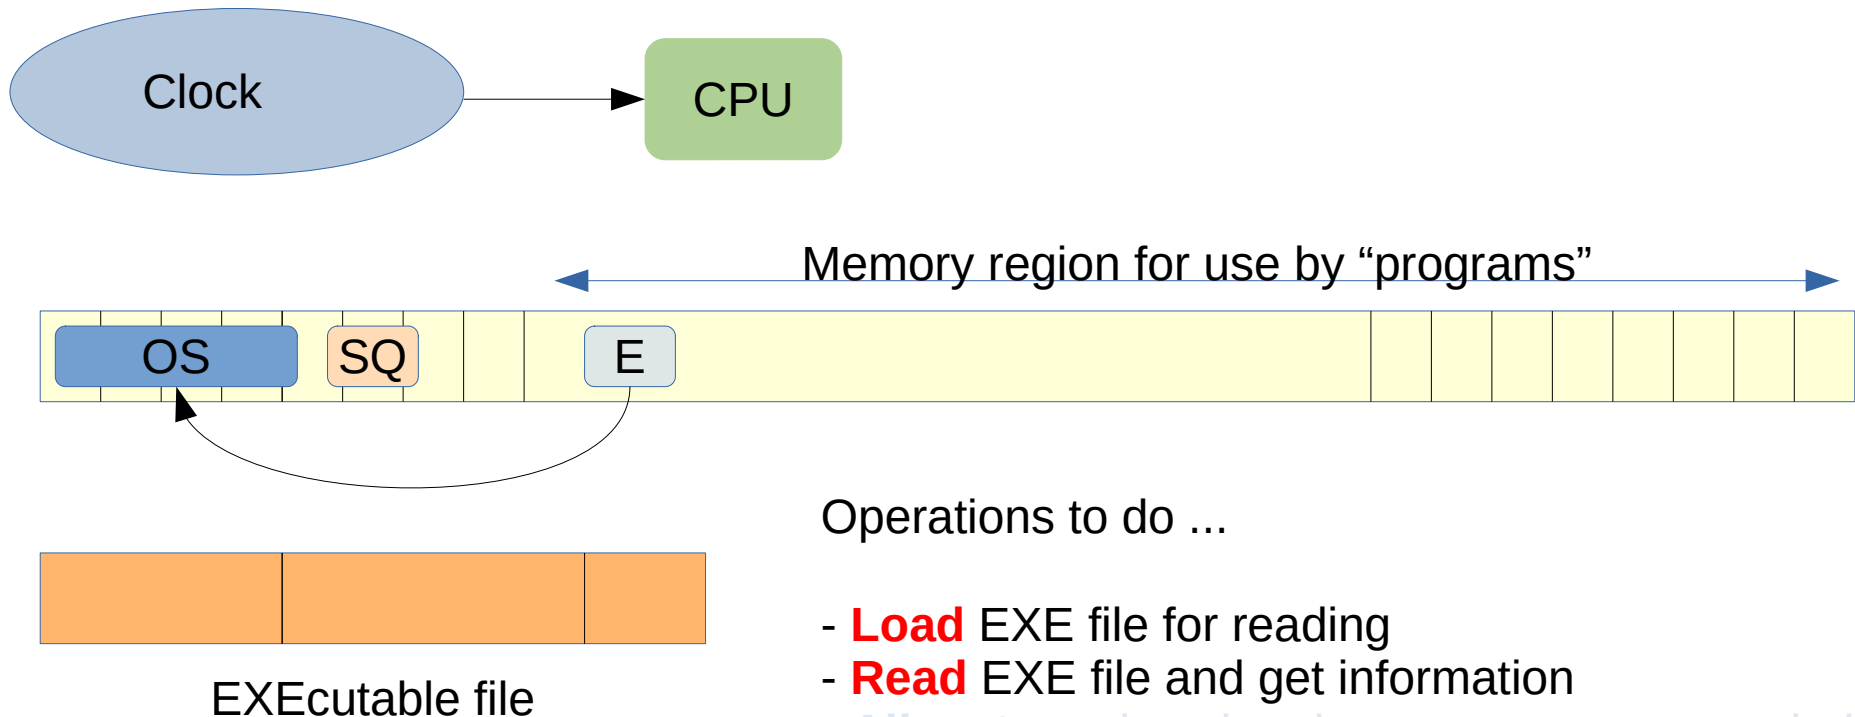 Clock
CPU
Memory region for use by “programs”
OS
SQ
E
Operations to do ...
- Load EXE file for reading
- Read EXE file and get information
EXEcutable file